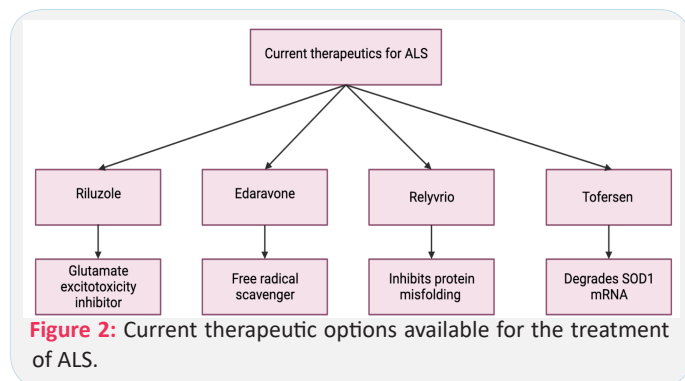 Current therapeutics for ALS
Riluzole
Edaravone
Relyvrio
Tofersen
Glutamate
excitotoxicity
inhibitor
Free radical
scavenger
Inhibits protein
misfolding
Degrades SOD1
mRNA
Figure 2: Current therapeutic options available for the treatment
of ALS.